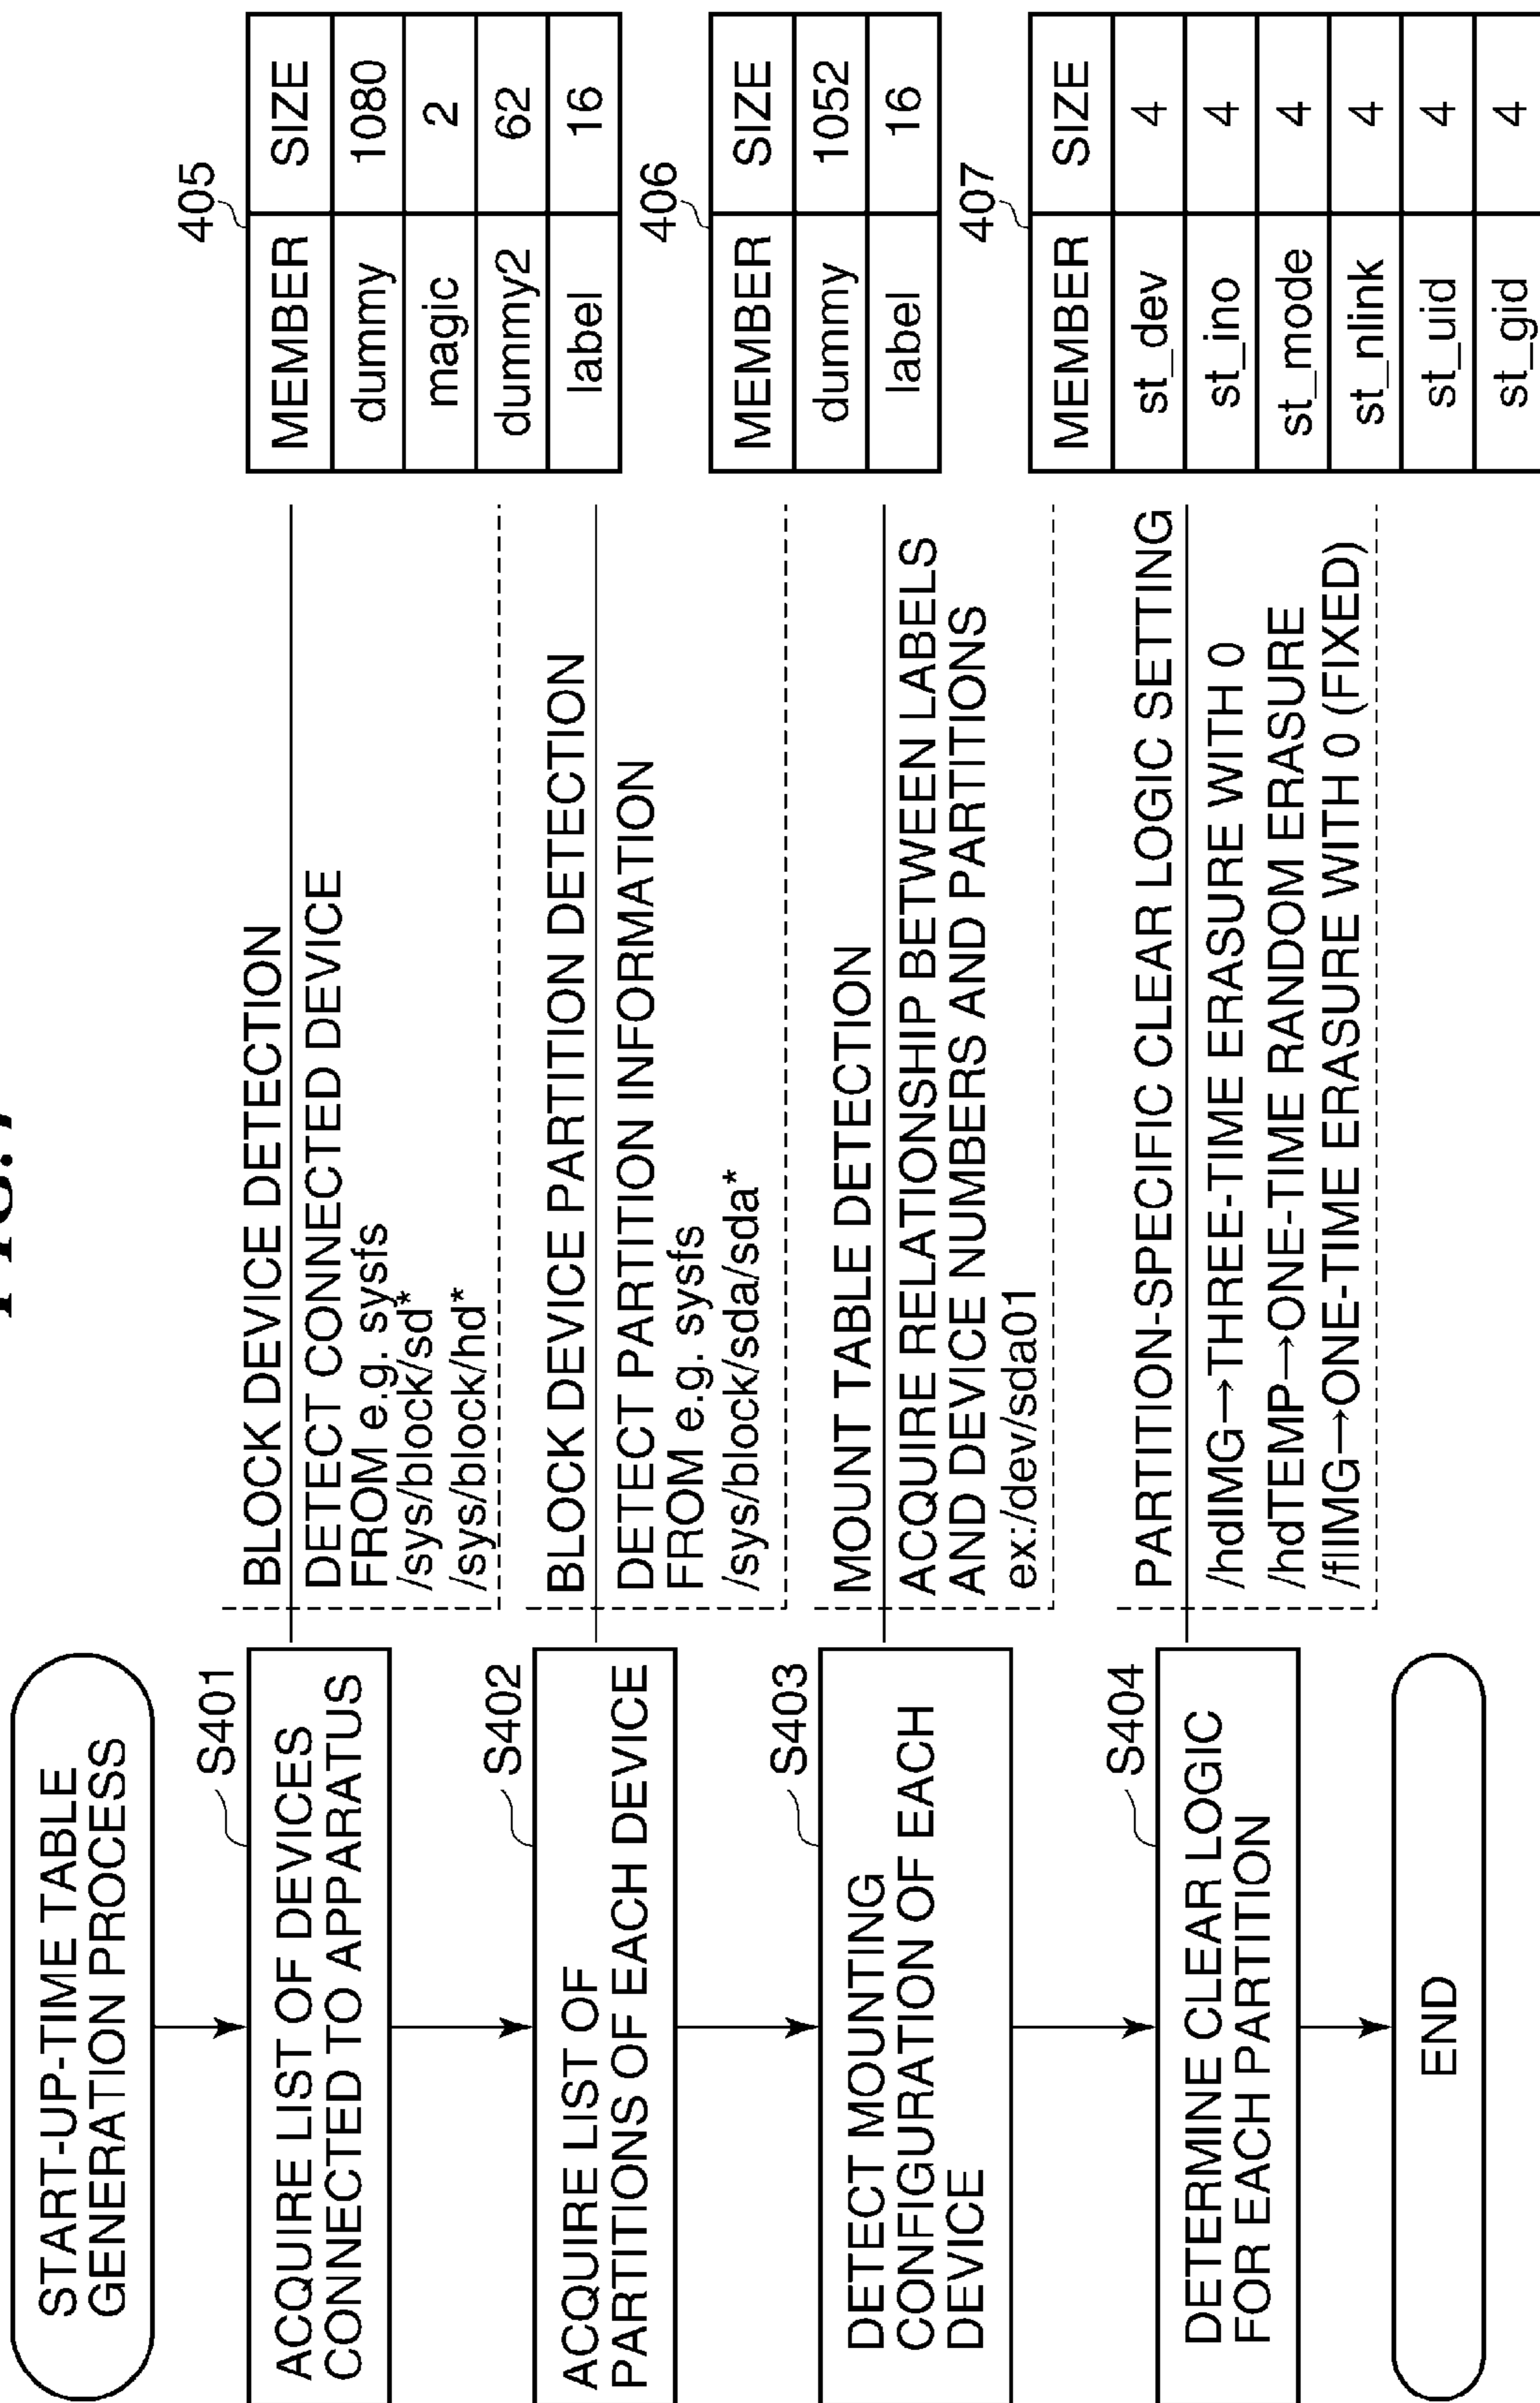 START-UP-TIME TABLE
GENERATION PROCESS
S401
ACQUIRE LIST OF DEVICES
CONNECTED TO APPARATUS
S402
ACQUIRE LIST OF
PARTITIONS OF EACH DEVICE
S403
DETECT MOUNTING
CONFIGURATION OF EACH
DEVICE
S404
DETERMINE CLEAR LOGIC
FOR EACH PARTITION
END
BLOCK DEVICE DETECTION
DETECT CONNECTED DEVICE
FROM e.g. sysfs
/sys/block/sd*
/sys/block/hd*
BLOCK DEVICE PARTITION DETECTION
DETECT PARTITION INFORMATION
FROM e.g. sysfs
/sys/block/sda/sda*
MOUNT TABLE DETECTION
ACQUIRE RELATIONSHIP BETWEEN LABELS
AND DEVICE NUMBERS AND PARTITIONS
ex:/dev/sda01
PARTITION-SPECIFIC CLEAR LOGIC SETTING
/hdIMG→THREE-TIME ERASURE WITH 0
/hdTEMP→ONE-TIME RANDOM ERASURE
/flIMG→ONE-TIME ERASURE WITH 0 (FIXED)
405
MEMBER SIZE
dummy 1080
magic 2
dummy2 62
label 16
406
MEMBER SIZE
dummy 1052
label 16
407
MEMBER SIZE
st_dev 4
st_ino 4
st_mode 4
st_nlink 4
st_uid 4
st_gid 4